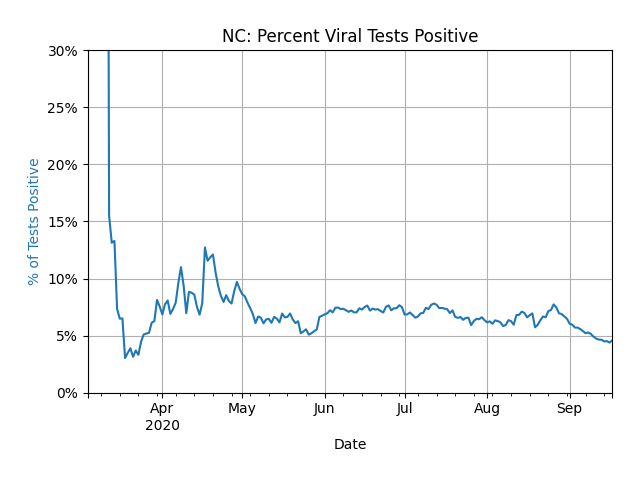 NC: Percent Viral Tests Positive
30%
25%
20%
15%
10%
5%
0%
% of Tests Positive
Apr May Jun Jul Aug Sep
2020
Date